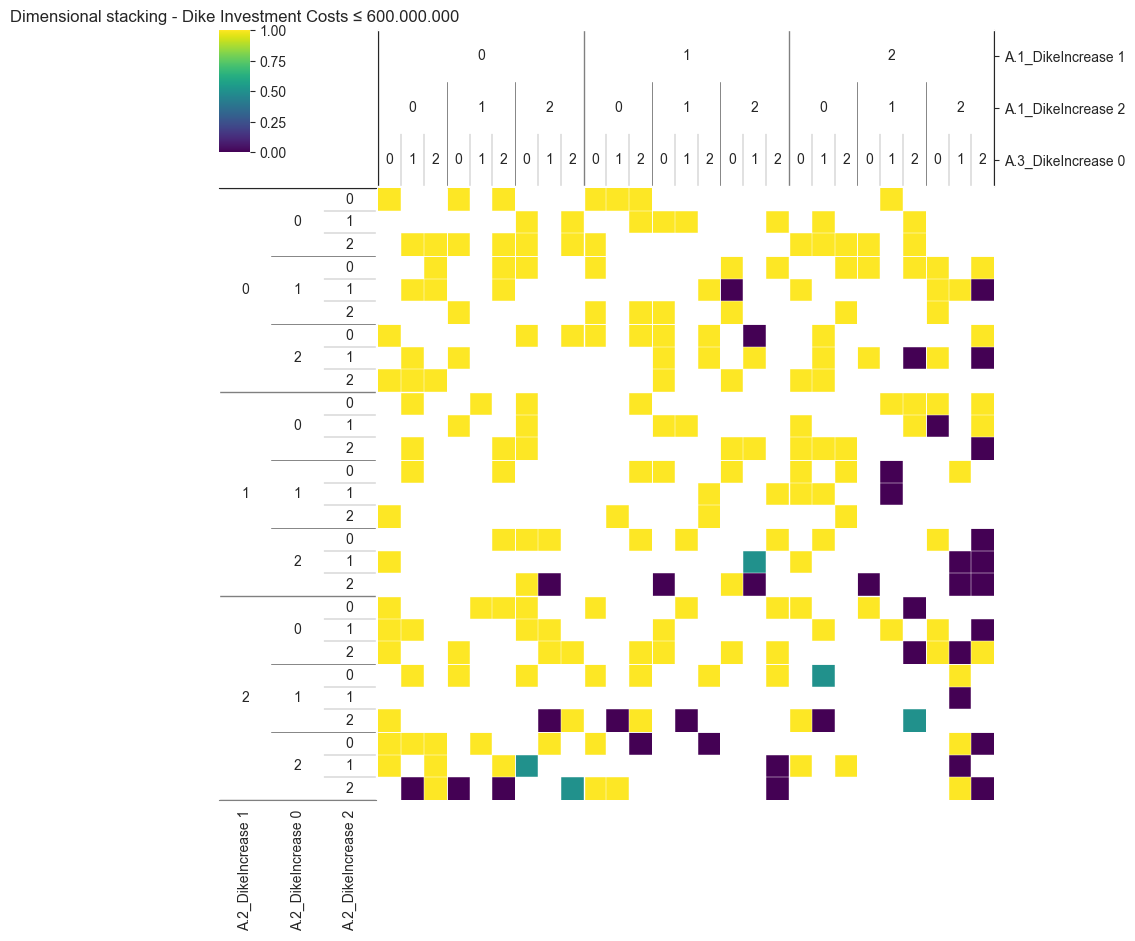 Dimensional stacking - Dike Investment Costs ≤ 600.000.000
1.00
0.75
0.50
0.25
0.00
0 1 2 A.1_DikeIncrease 1
0 1 2 0 1 2 0 1 2 A.1_DikeIncrease 2
0 1 2 0 1 2 0 1 2 0 1 2 0 1 2 0 1 2 0 1 2 0 1 2 0 1 2 A.3_DikeIncrease 0
0
0 1
2
0
0 1 1
2
0
2 1
2
0
0 1
2
0
1 1 1
2
0
2 1
2
0
0 1
2
0
2 1 1
2
0
2 1
2
A.2_DikeIncrease 1
A.2_DikeIncrease 0
A.2_DikeIncrease 2